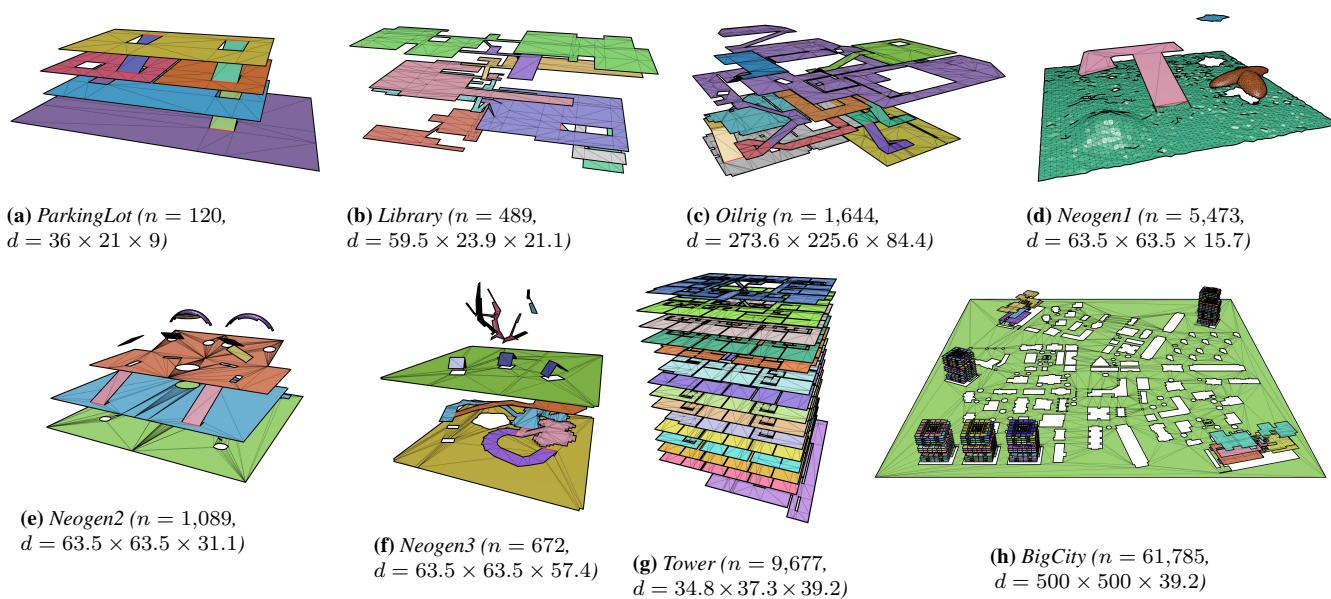 (a) ParkingLot (n = 120,
d = 36 × 21 × 9)
(b) Library (n = 489,
d = 59.5 × 23.9 × 21.1)
(c) Oilrig (n = 1,644,
d = 273.6 × 225.6 × 84.4)
(d) Neogen1 (n = 5,473,
d = 63.5 × 63.5 × 15.7)
(e) Neogen2 (n = 1,089,
d = 63.5 × 63.5 × 31.1)
(f) Neogen3 (n = 672,
d = 63.5 × 63.5 × 57.4)
(g) Tower (n = 9,677,
d = 34.8 × 37.3 × 39.2)
(h) BigCity (n = 61,785,
d = 500 × 500 × 39.2)